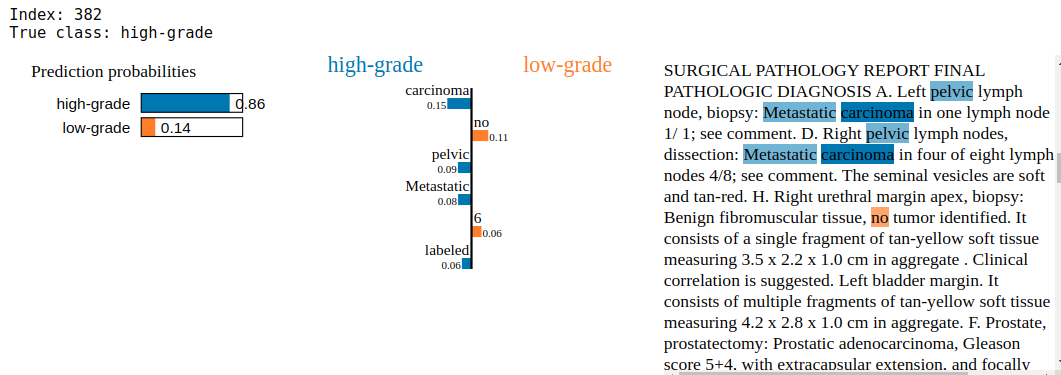 Index: 382
True class: high-grade
Prediction probabilities
high-grade 0.86
low-grade 0.14
high-grade low-grade
carcinoma
0.15
no
0.11
pelvic
0.09
Metastatic
0.08
6
0.06
labeled
0.06
SURGICAL PATHOLOGY REPORT FINAL
PATHOLOGIC DIAGNOSIS A. Left pelvic lymph
node, biopsy: Metastatic carcinoma in one lymph node
1/ 1; see comment. D. Right pelvic lymph nodes,
dissection: Metastatic carcinoma in four of eight lymph
nodes 4/8; see comment. The seminal vesicles are soft
and tan-red. H. Right urethral margin apex, biopsy:
Benign fibromuscular tissue, no tumor identified. It
consists of a single fragment of tan-yellow soft tissue
measuring 3.5 x 2.2 x 1.0 cm in aggregate . Clinical
correlation is suggested. Left bladder margin. It
consists of multiple fragments of tan-yellow soft tissue
measuring 4.2 x 2.8 x 1.0 cm in aggregate. F. Prostate,
prostatectomy: Prostatic adenocarcinoma, Gleason
score 5+4, with extracapsular extension, and focally